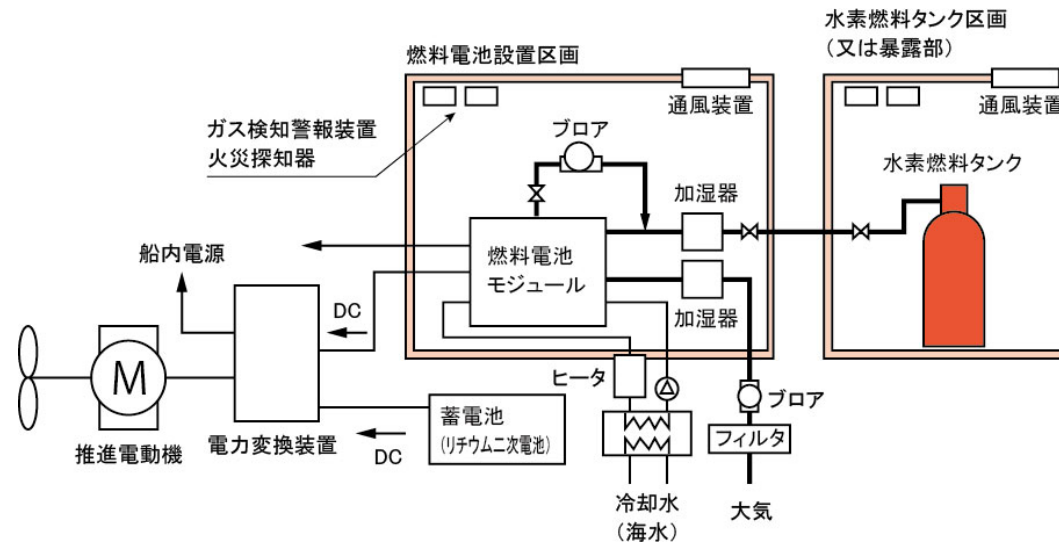 水素燃料タンク区画
(又は暴露部)
燃料電池設置区画
通風装置
通風装置
ガス検知警報装置
火災探知器
ブロア
水素燃料タンク
加湿器
船内電源
燃料電池
モジュール
DC
加湿器
M
ヒータ
ブロア
蓄電池
(リチウム二次電池)
フィルタ
推進電動機
電力変換装置
DC
冷却水
(海水)
大気